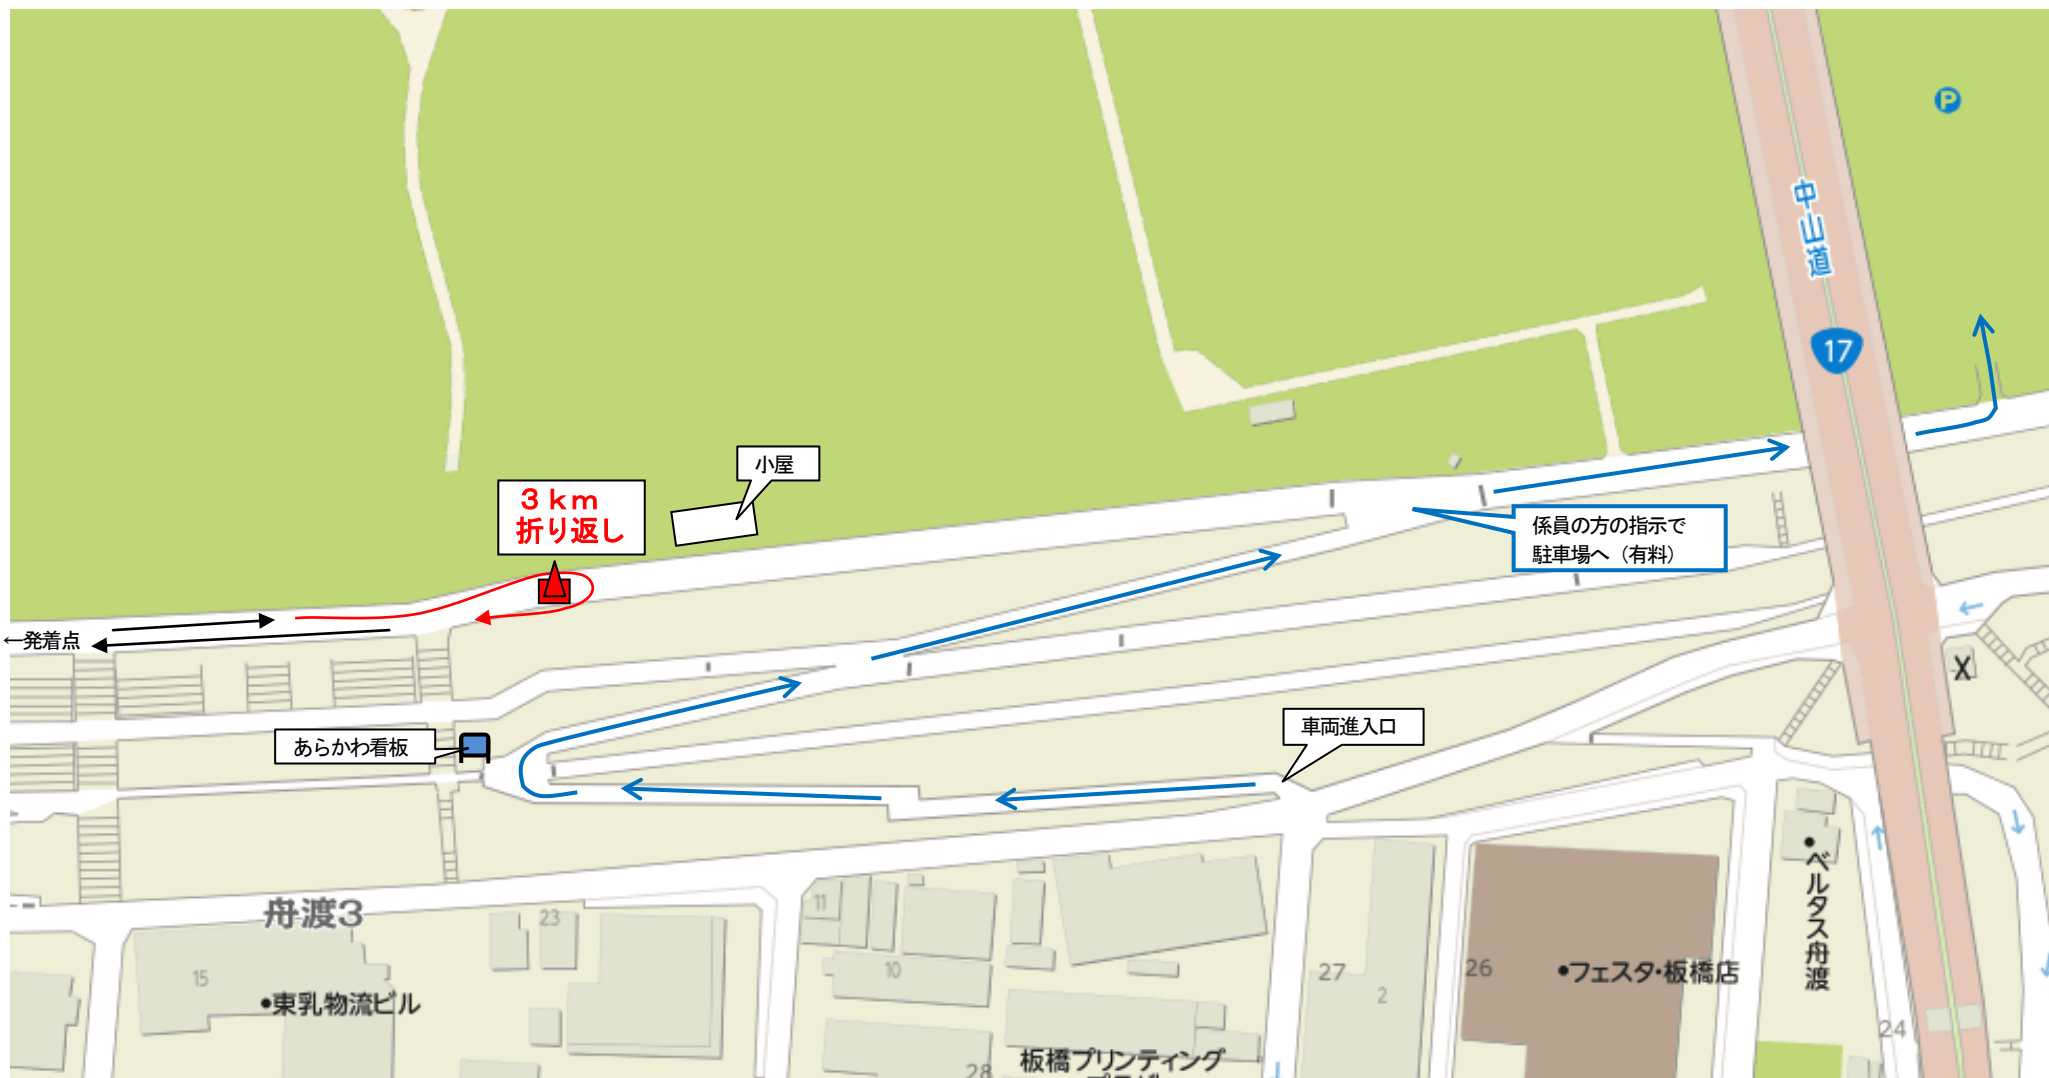 P
中山道
17
小屋
3km
折り返し
係員の方の指示で
駐車場へ（有料）
←発着点
X
車両進入口
あらかわ看板
舟渡3
23
11
15
10
27
26
2
24
28
•東乳物流ビル
•フェスタ・板橋店
•ベルタス舟渡
板橋プリンティング